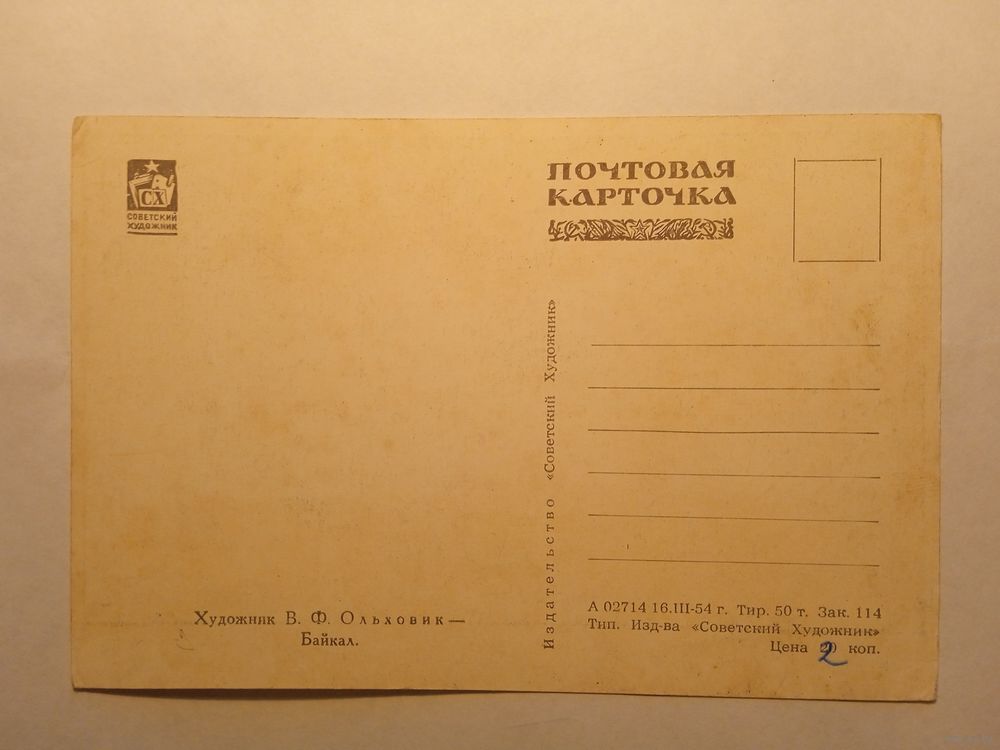 СХ
СОВЕТСКИЙ
ХУДОЖНИК
ПОЧТОВАЯ
КАРТОЧКА
Издательство «Советский Художник»
Художник В. Ф. Ольховик —
Байкал.
А 02714 16.III-54 г. Тир. 50 т. Зак. 114
Тип. Изд-ва «Советский Художник»
Цена 2 коп.